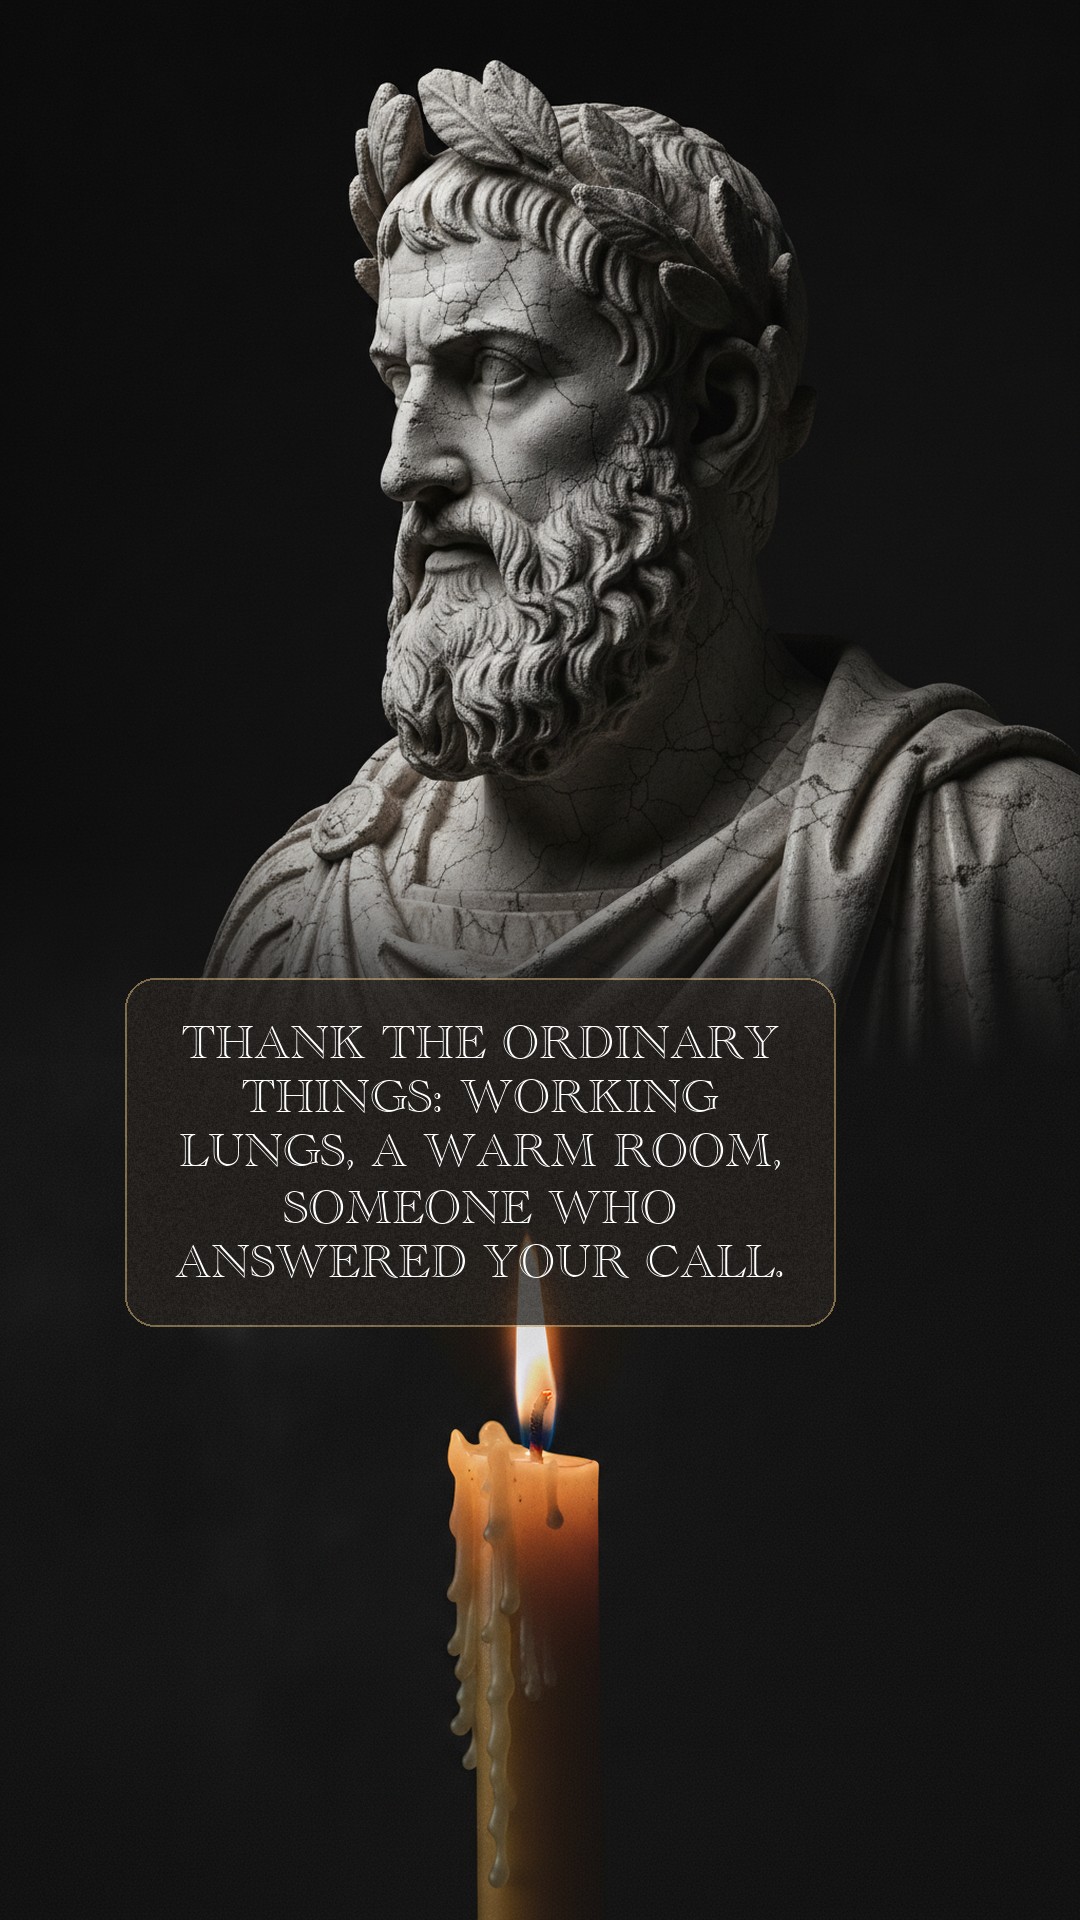 THANK THE ORDINARY
THINGS: WORKING
LUNGS, A WARM ROOM,
SOMEONE WHO
ANSWERED YOUR CALL.